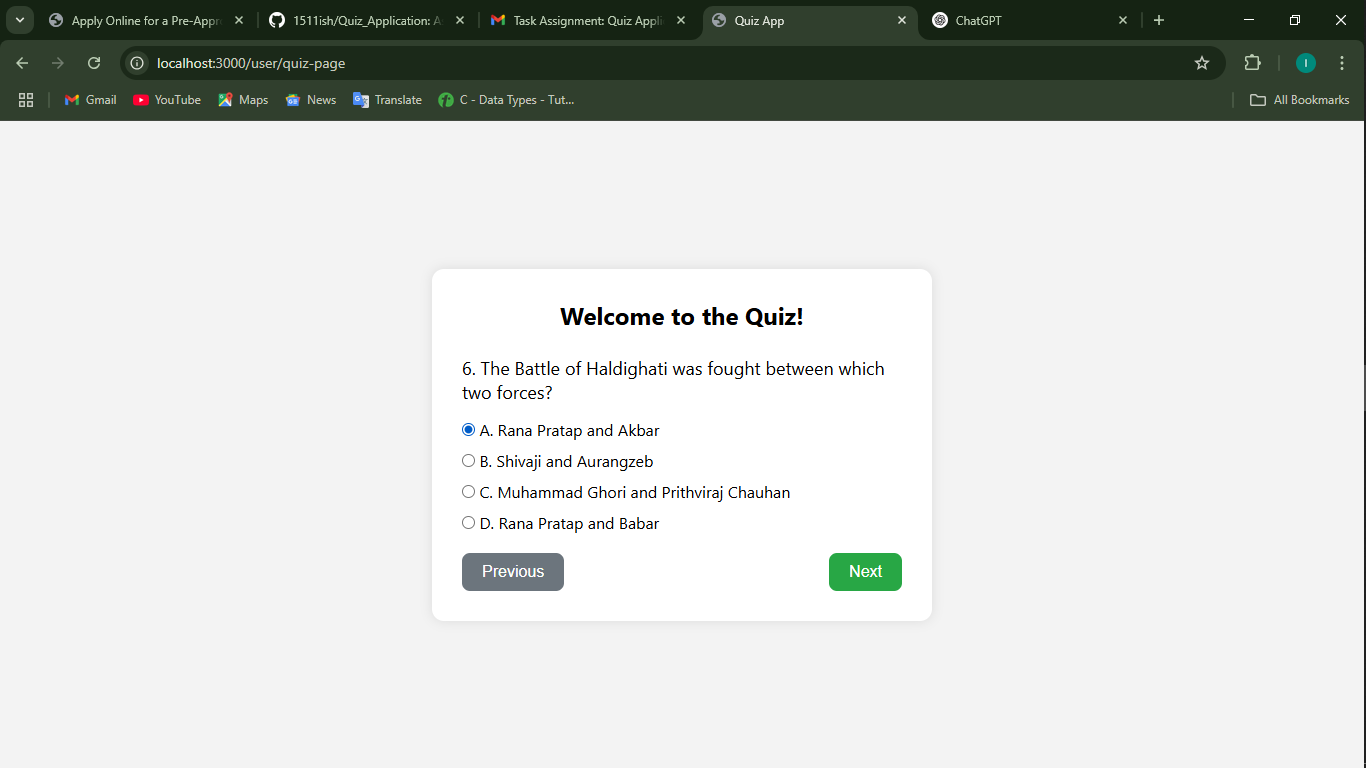 Apply Online for a Pre-Appr
1511ish/Quiz_Application: A
Task Assignment: Quiz Appli
Quiz App
ChatGPT
localhost:3000/user/quiz-page
I
Gmail
YouTube
Maps
News
Translate
C - Data Types - Tut...
All Bookmarks
Welcome to the Quiz!
6. The Battle of Haldighati was fought between which
two forces?
A. Rana Pratap and Akbar
B. Shivaji and Aurangzeb
C. Muhammad Ghori and Prithviraj Chauhan
D. Rana Pratap and Babar
Previous
Next